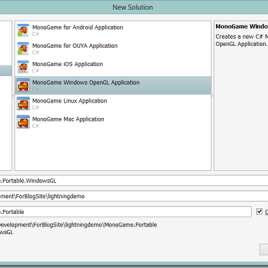 New Solution
MonoGame for Android Application
C#
MonoGame for OUYA Application
C#
MonoGame iOS Application
C#
MonoGame Windows OpenGL Application
C#
MonoGame Linux Application
C#
MonoGame Mac Application
C#
MonoGame Window
Creates a new C# M
OpenGL Application.
.Portable.WindowsGL
ment\ForBlogSite\lightningdemo
.Portable
evelopment\ForBlogSite\lightningdemo\MonoGame.Portable
wsGL